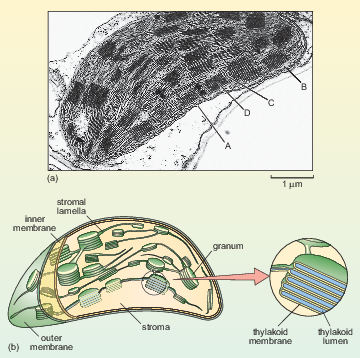 B
C
D
A
(a)
1 µm
stromal
lamella
inner
membrane
granum
stroma
outer
membrane
thylakoid
membrane
thylakoid
lumen
(b)